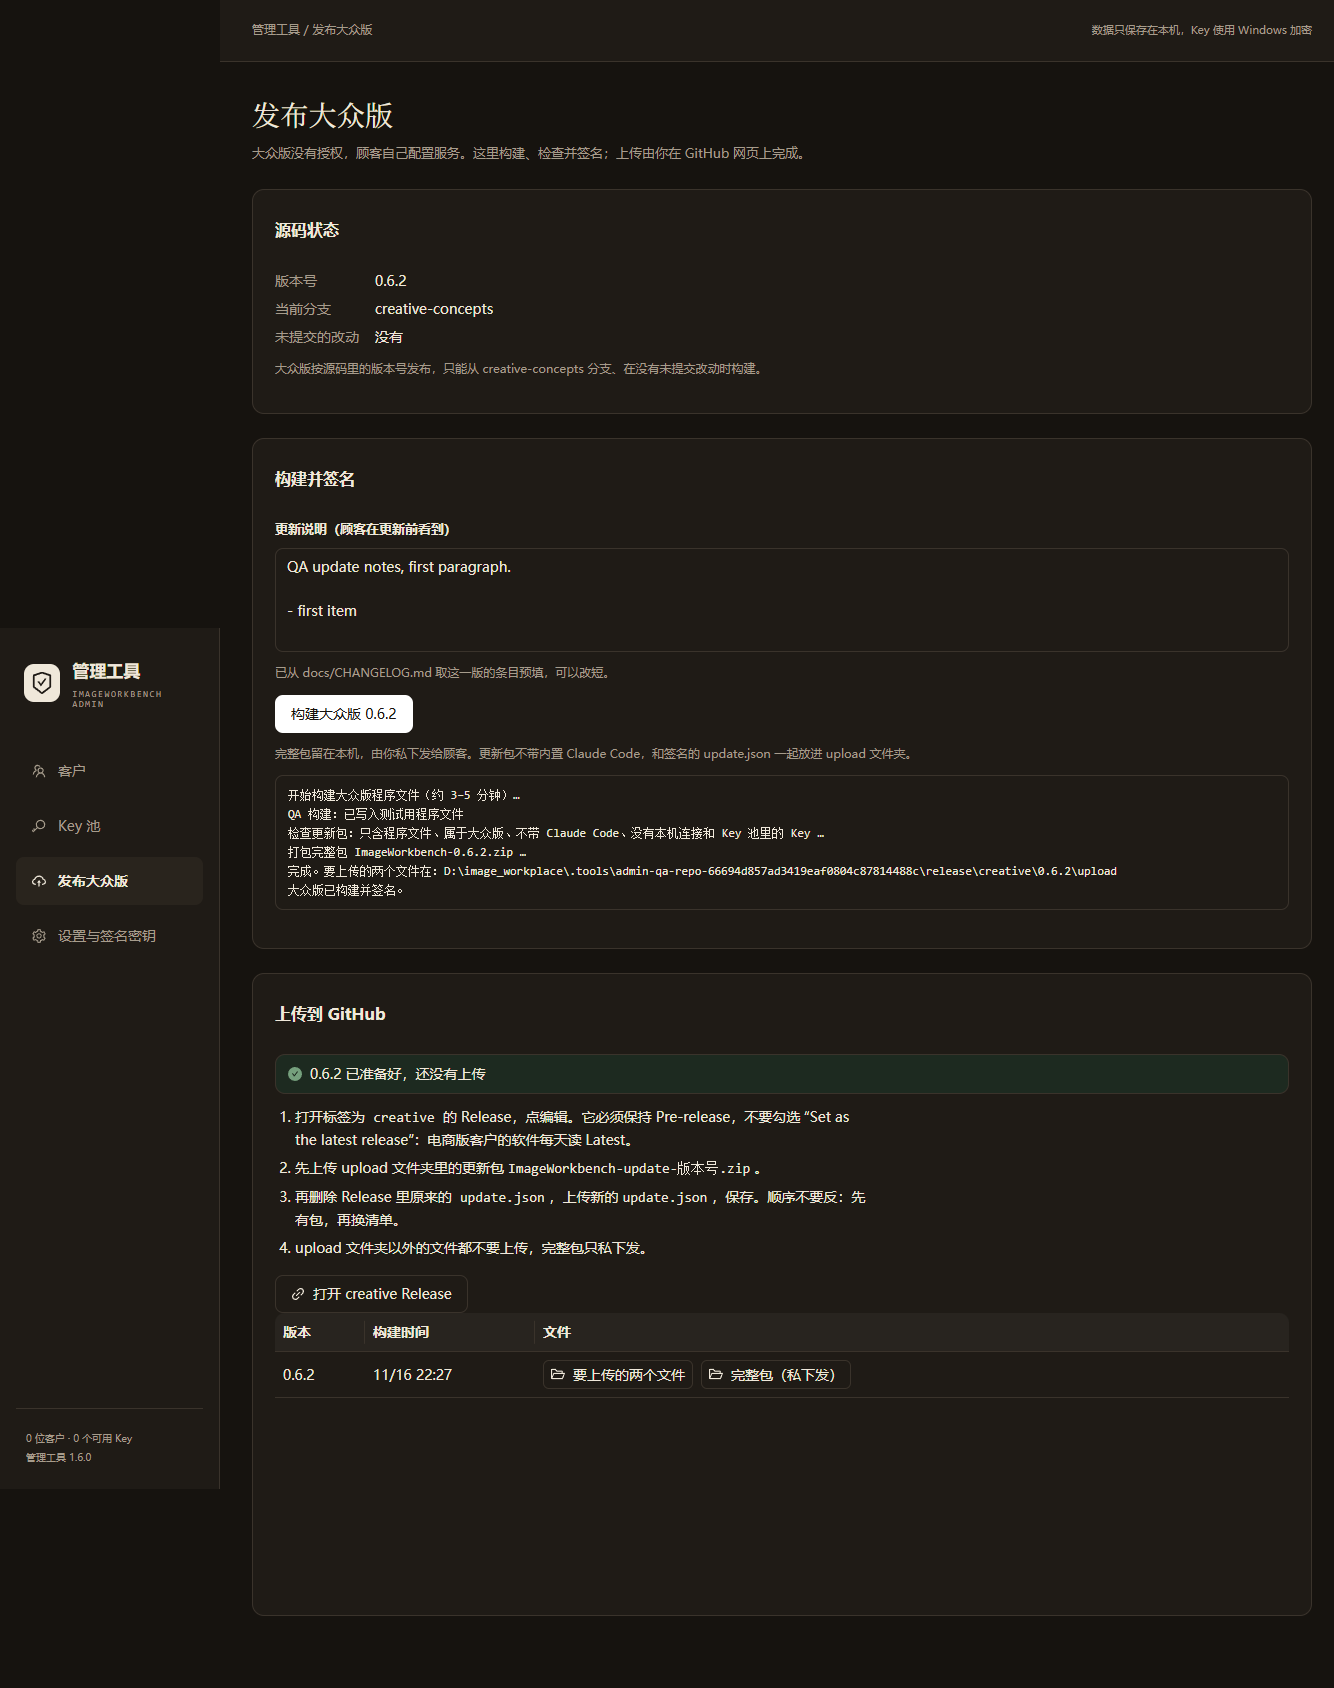 管理工具 / 发布大众版
数据只保存在本机，Key 使用 Windows 加密
发布大众版
大众版没有授权，顾客自己配置服务。这里构建、检查并签名；上传由你在 GitHub 网页上完成。
源码状态
版本号 0.6.2
当前分支 creative-concepts
未提交的改动 没有
大众版按源码里的版本号发布，只能从 creative-concepts 分支、在没有未提交改动时构建。
构建并签名
更新说明（顾客在更新前看到）
QA update notes, first paragraph.
- first item
已从 docs/CHANGELOG.md 取这一版的条目预填，可以改短。
构建大众版 0.6.2
完整包留在本机，由你私下发给顾客。更新包不带内置 Claude Code，和签名的 update.json 一起放进 upload 文件夹。
开始构建大众版程序文件（约 3–5 分钟）…
QA 构建：已写入测试用程序文件
检查更新包：只含程序文件、属于大众版、不带 Claude Code、没有本机连接和 Key 池里的 Key …
打包完整包 ImageWorkbench-0.6.2.zip …
完成。要上传的两个文件在：D:\image_workplace\.tools\admin-qa-repo-66694d857ad3419eaf0804c87814488c\release\creative\0.6.2\upload
大众版已构建并签名。
管理工具
IMAGEWORKBENCH
ADMIN
客户
Key 池
发布大众版
设置与签名密钥
0 位客户 · 0 个可用 Key
管理工具 1.6.0
上传到 GitHub
0.6.2 已准备好，还没有上传
1. 打开标签为 creative 的 Release，点编辑。它必须保持 Pre-release，不要勾选 “Set as
the latest release”：电商版客户的软件每天读 Latest。
2. 先上传 upload 文件夹里的更新包 ImageWorkbench-update-版本号.zip。
3. 再删除 Release 里原来的 update.json，上传新的 update.json，保存。顺序不要反：先
有包，再换清单。
4. upload 文件夹以外的文件都不要上传，完整包只私下发。
打开 creative Release
版本 构建时间 文件
0.6.2 11/16 22:27 要上传的两个文件 完整包（私下发）